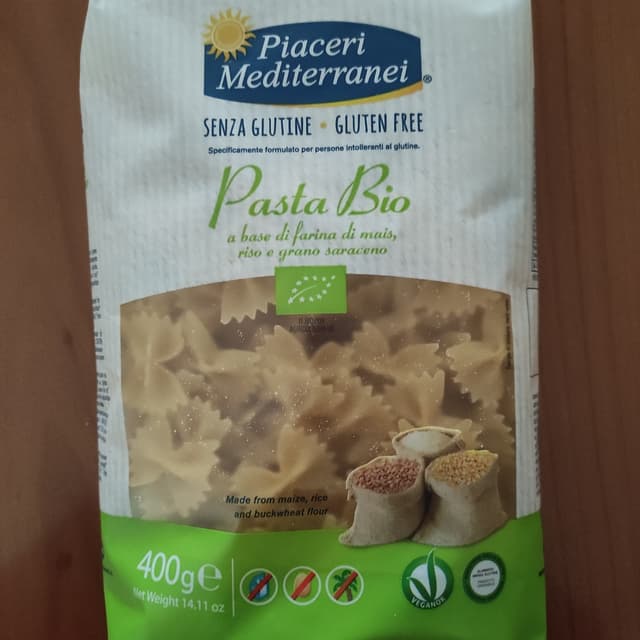 Piaceri
Mediterranei®
SENZA GLUTINE • GLUTEN FREE
Specificamente formulato per persone intolleranti al glutine.
Pasta Bio
a base di farina di mais,
riso e grano saraceno
Made from maize, rice
and buckwheat flour
400g℮
Net Weight 14.11 oz
VEGANOK